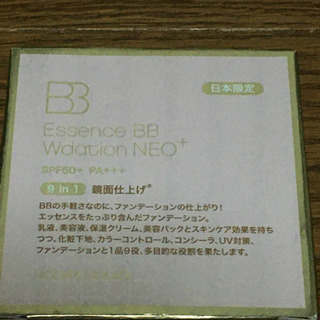 BB
日本限定
Essence BB
Wdation NEO+
SPF50+ PA+++
9 in 1 鏡面仕上げ*
BBの手軽さなのに、ファンデーションの仕上がり!
エッセンスをたっぷり含んだファンデーション。
乳液、美容液、保湿クリーム、美容パックとスキンケア効果を持ち
つつ、化粧下地、カラーコントロール、コンシーラ、UV対策、
ファンデーションと1品9役、多目的な役割を果たします。